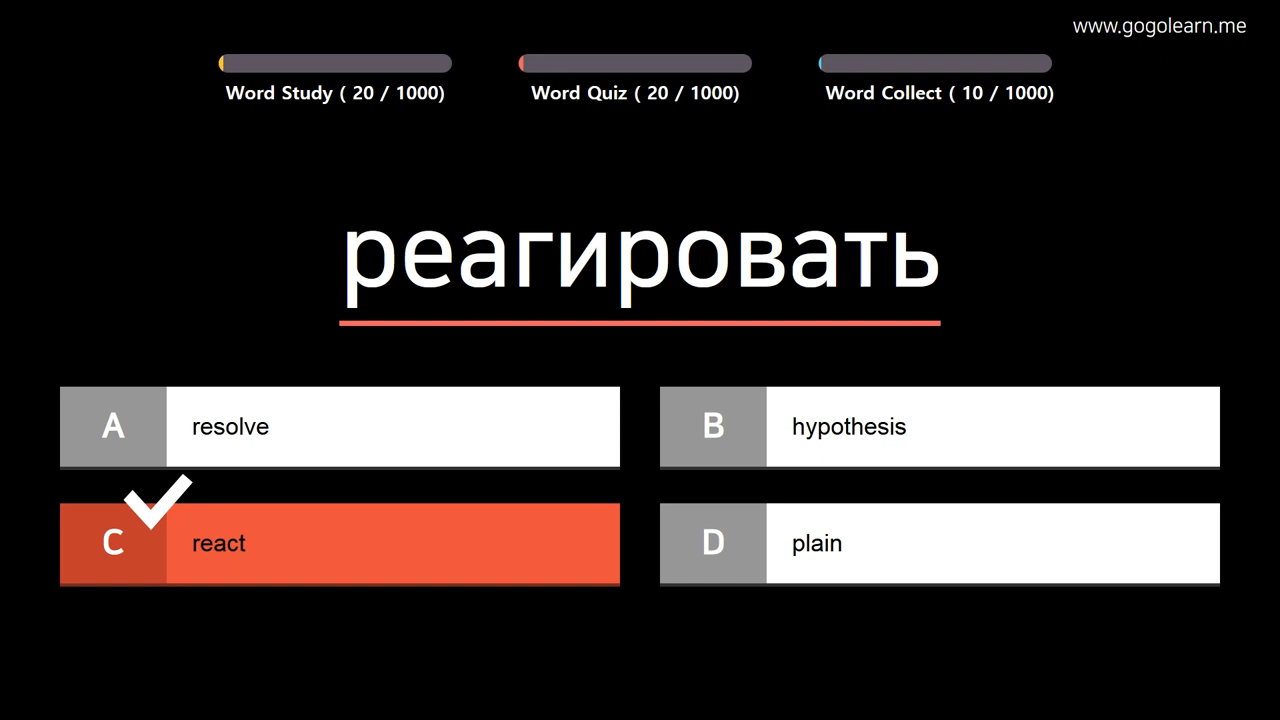 www.gogolearn.me
Word Study ( 20 / 1000)
Word Quiz ( 20 / 1000)
Word Collect ( 10 / 1000)
реагировать
A
resolve
B
hypothesis
C
react
D
plain